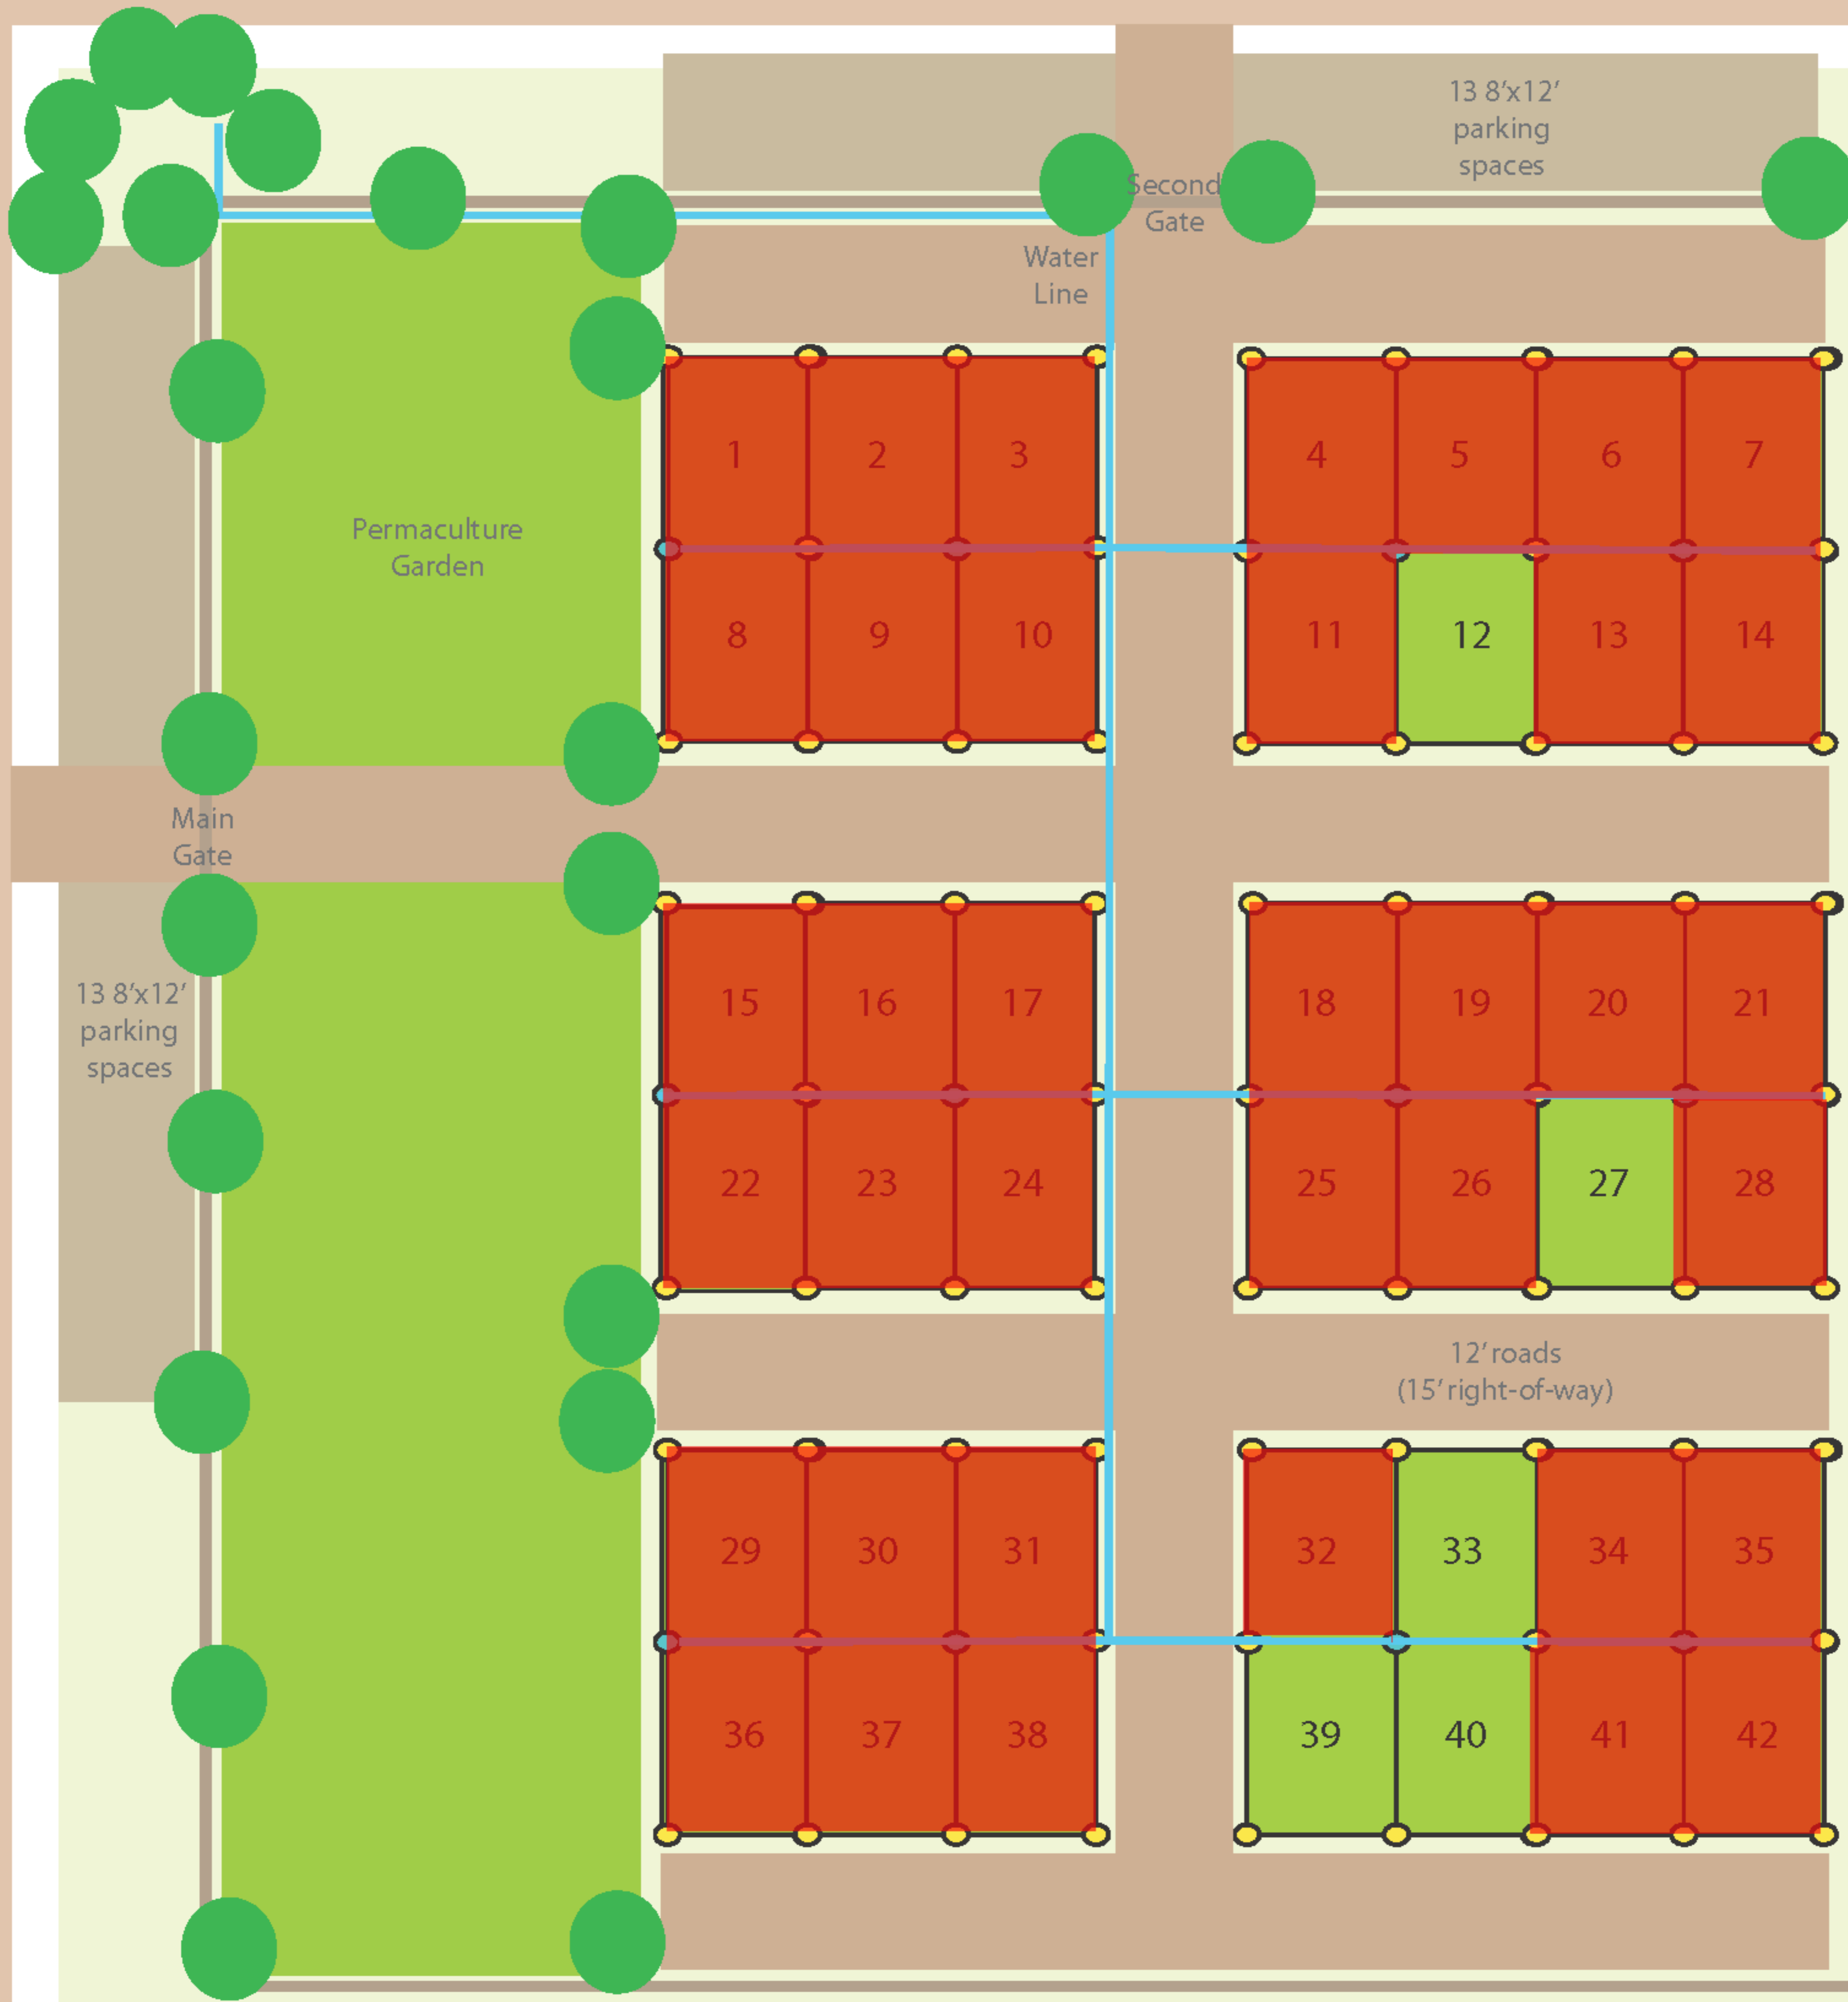 13 8'x12'
parking
spaces
Second
Gate
Water
Line
1 2 3 4 5 6 7
Permaculture
Garden
8 9 10 11 12 13 14
Main
Gate
13 8'x12'
parking
spaces
15 16 17 18 19 20 21
22 23 24 25 26 27 28
12' roads
(15' right-of-way)
29 30 31 32 33 34 35
36 37 38 39 40 41 42